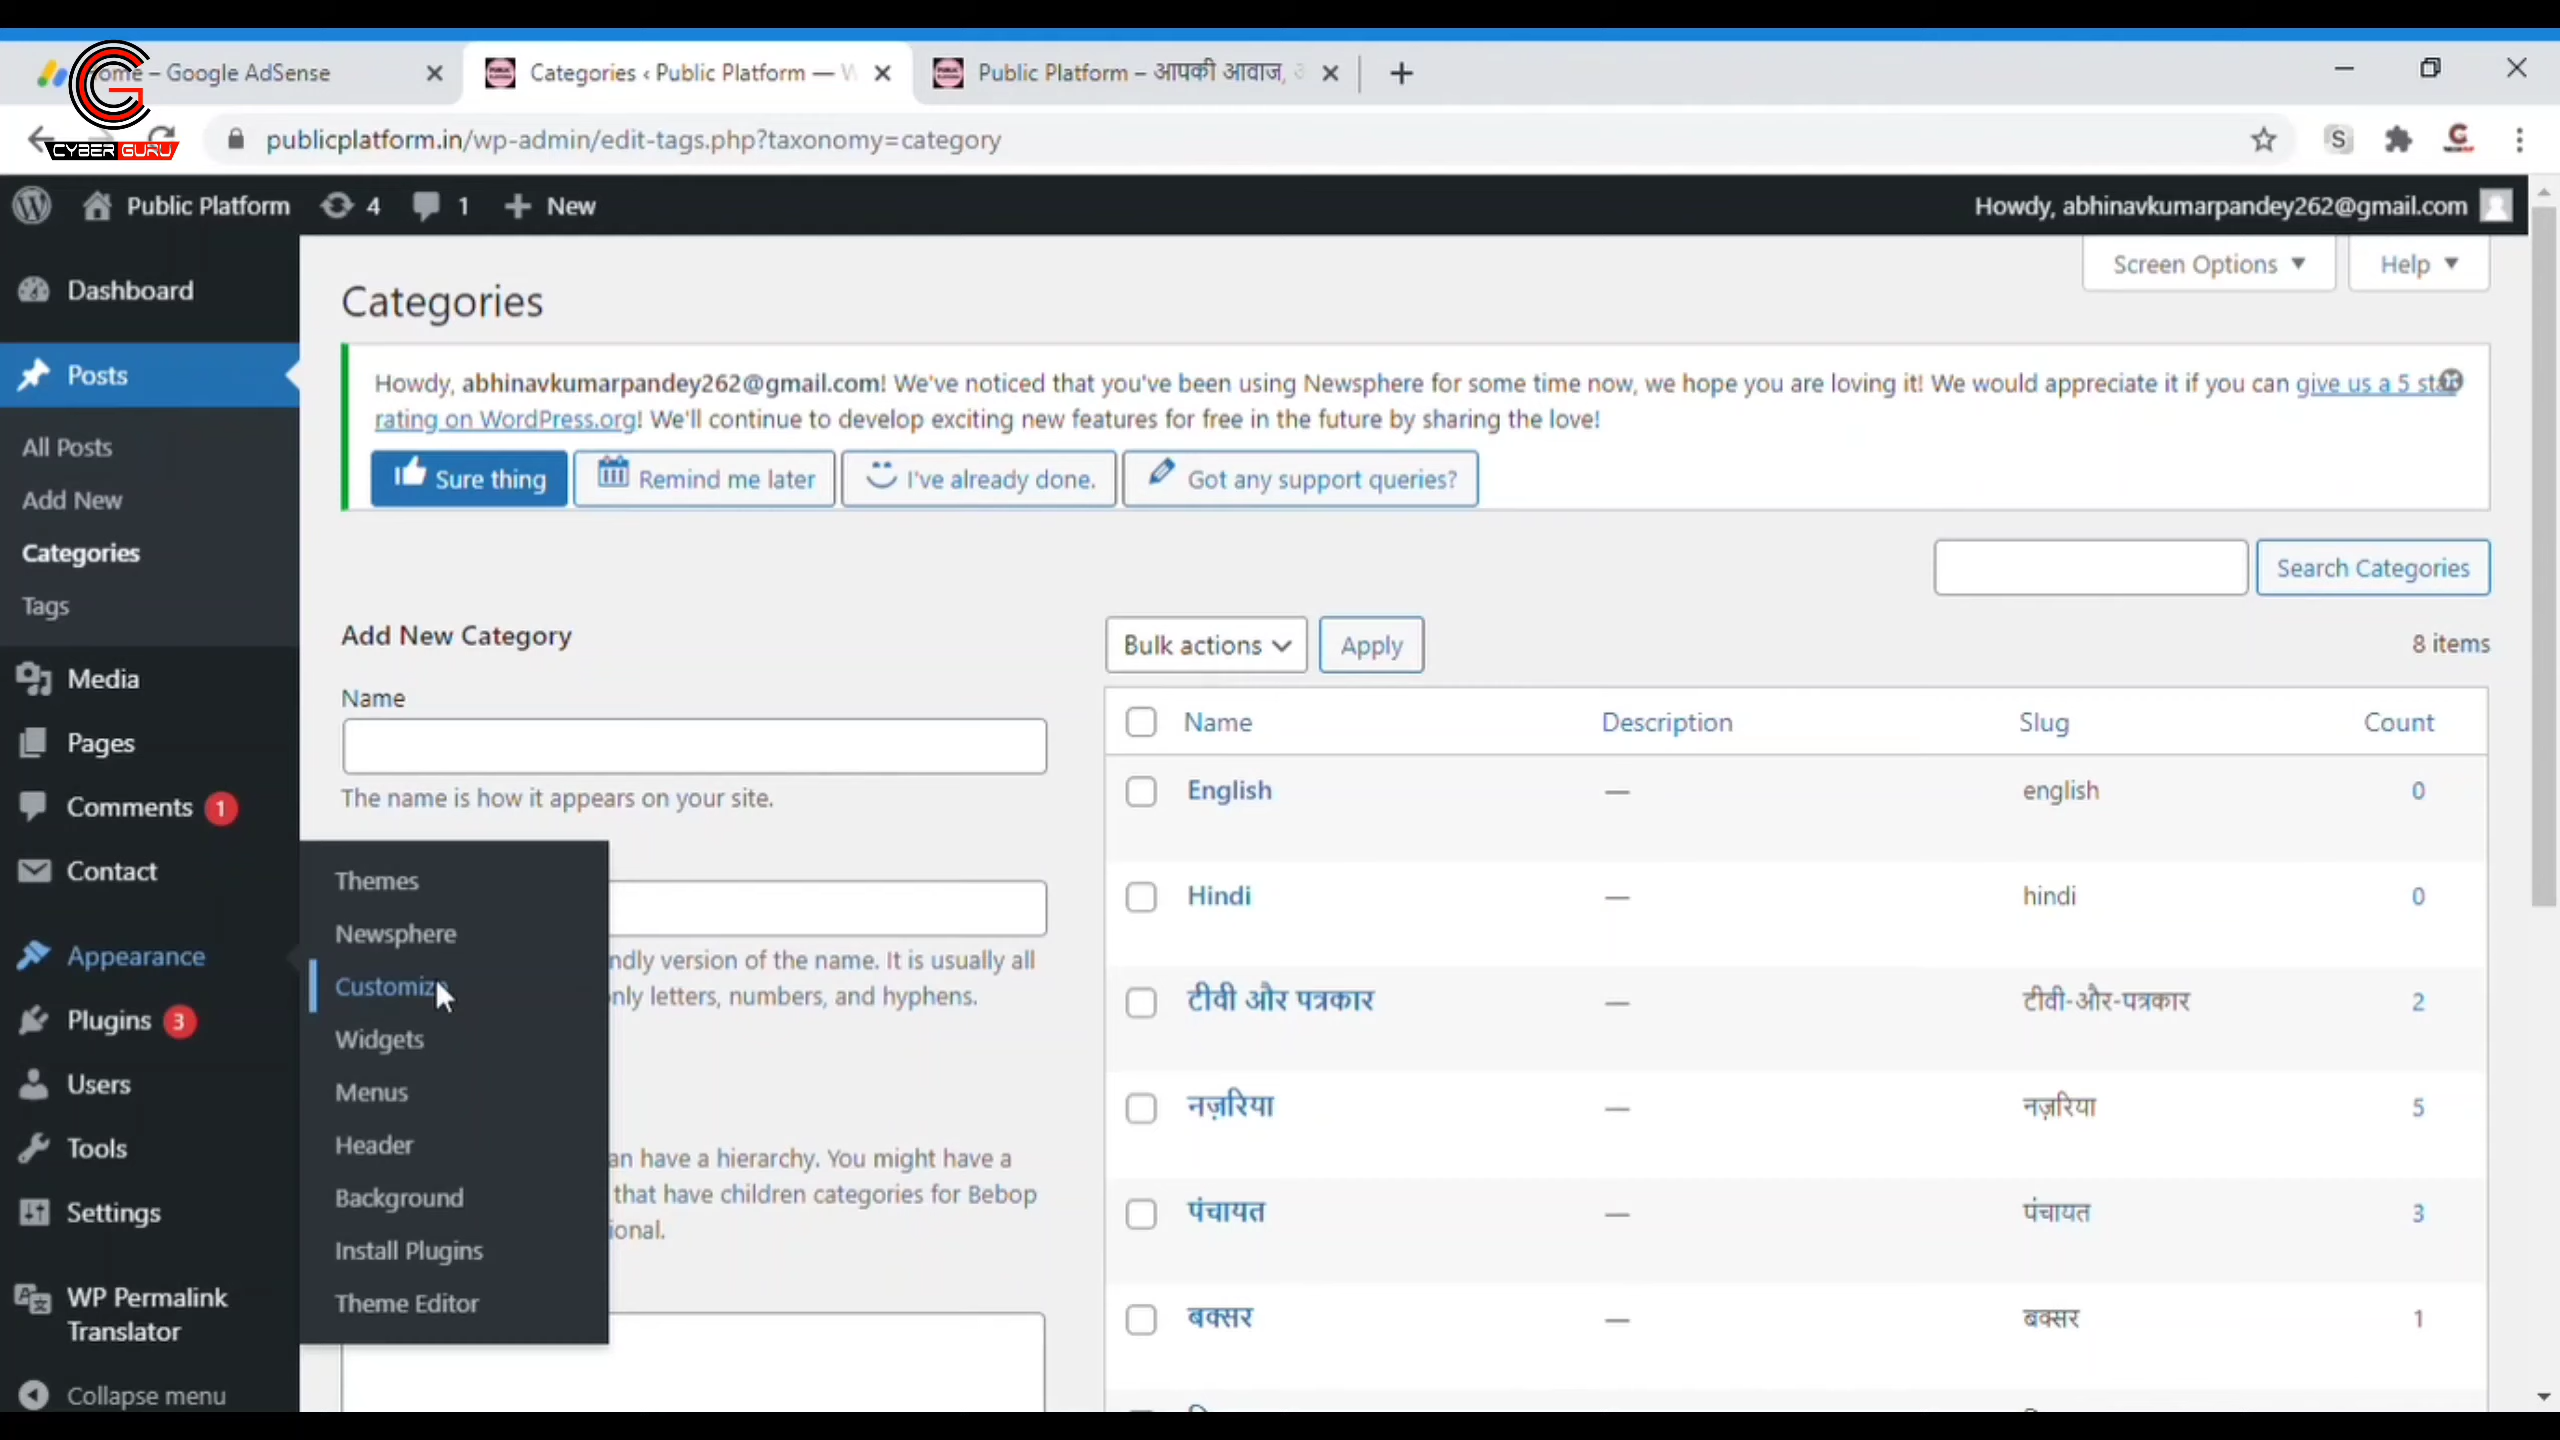 Home – Google AdSense
Categories ‹ Public Platform —
Public Platform – आपकी आवाज,
CYBER GURU
publicplatform.in/wp-admin/edit-tags.php?taxonomy=category
Public Platform 4 1 New
Howdy, abhinavkumarpandey262@gmail.com
Screen Options
Help
Dashboard
Posts
All Posts
Add New
Categories
Tags
Media
Pages
Comments 1
Contact
Appearance
Plugins 3
Users
Tools
Settings
WP Permalink
Translator
Collapse menu
Themes
Newsphere
Customize
Widgets
Menus
Header
Background
Install Plugins
Theme Editor
Categories
Howdy, abhinavkumarpandey262@gmail.com! We've noticed that you've been using Newsphere for some time now, we hope you are loving it! We would appreciate it if you can give us a 5 star
rating on WordPress.org! We'll continue to develop exciting new features for free in the future by sharing the love!
Sure thing
Remind me later
I've already done.
Got any support queries?
Search Categories
Add New Category
Name
The name is how it appears on your site.
ndly version of the name. It is usually all
nly letters, numbers, and hyphens.
an have a hierarchy. You might have a
that have children categories for Bebop
ional.
Bulk actions
Apply
8 items
Name Description Slug Count
English — english 0
Hindi — hindi 0
टीवी और पत्रकार — टीवी-और-पत्रकार 2
नज़रिया — नज़रिया 5
पंचायत — पंचायत 3
बक्सर — बक्सर 1